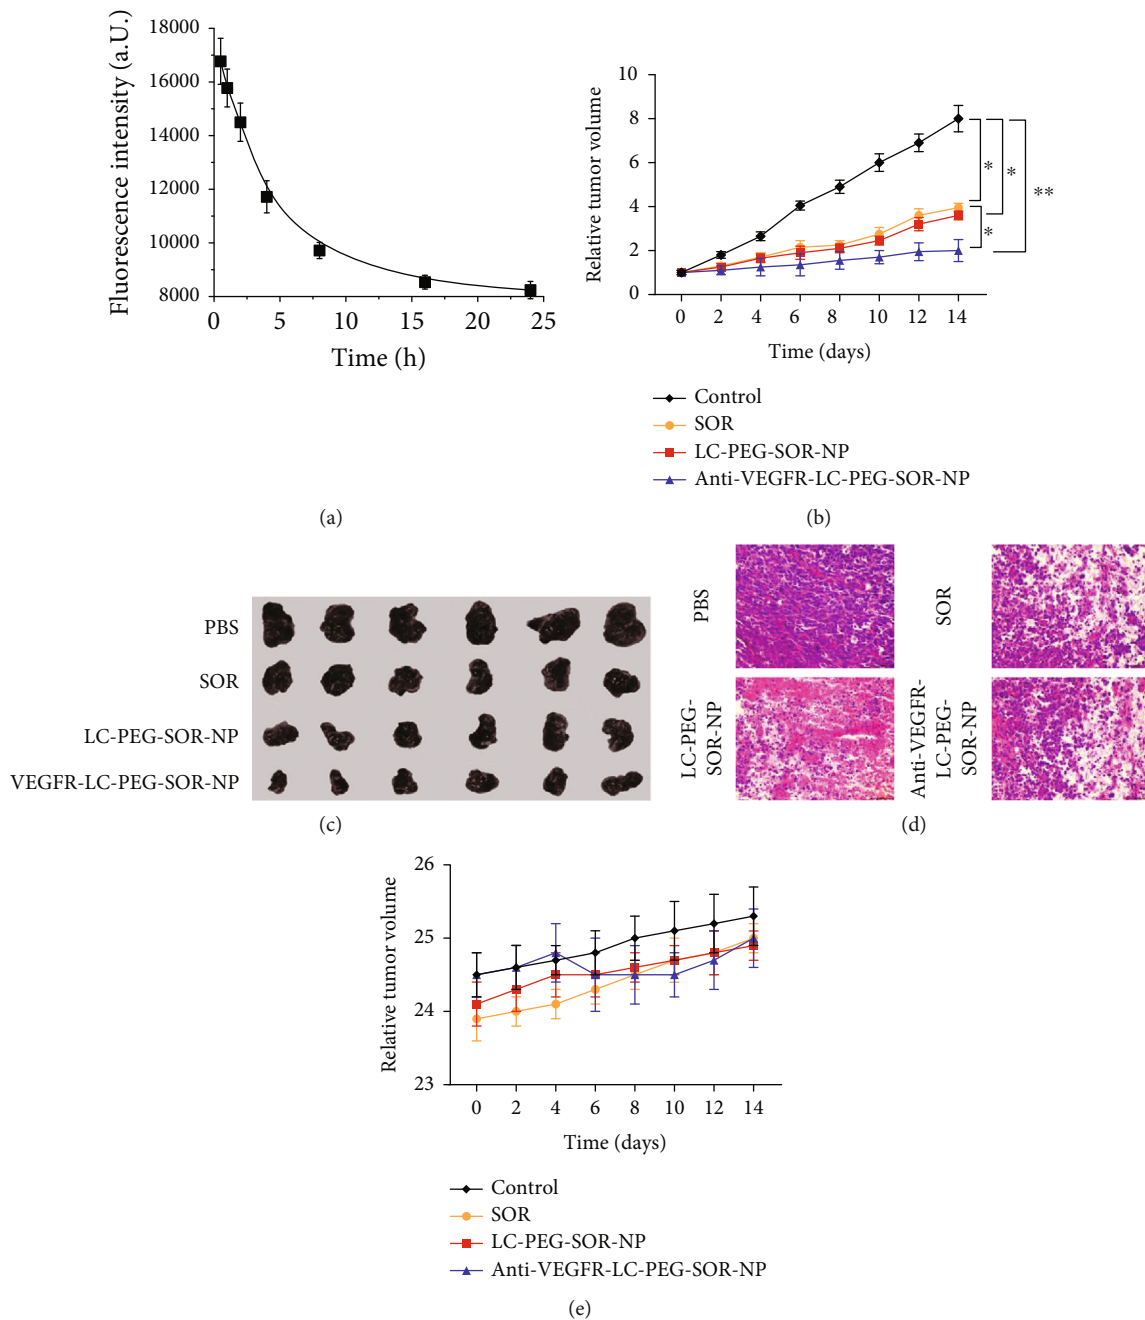 18000
16000
14000
12000
10000
8000
Fluorescence intensity (a.U.)
0 5 10 15 20 25
Time (h)
(a)
10
8
6
4
2
0
Relative tumor volume
* * ** *
0 2 4 6 8 10 12 14
Time (days)
Control
SOR
LC-PEG-SOR-NP
Anti-VEGFR-LC-PEG-SOR-NP
(b)
PBS
SOR
LC-PEG-SOR-NP
VEGFR-LC-PEG-SOR-NP
(c)
PBS
SOR
LC-PEG-
SOR-NP
Anti-VEGFR-
LC-PEG-
SOR-NP
(d)
26
25
24
23
Relative tumor volume
0 2 4 6 8 10 12 14
Time (days)
Control
SOR
LC-PEG-SOR-NP
Anti-VEGFR-LC-PEG-SOR-NP
(e)